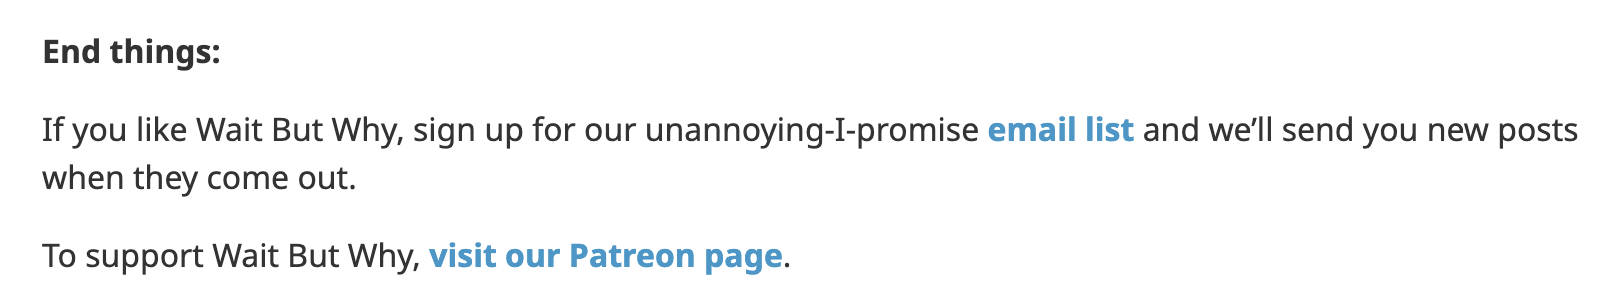 End things:
If you like Wait But Why, sign up for our unannoying-I-promise email list and we’ll send you new posts
when they come out.
To support Wait But Why, visit our Patreon page.